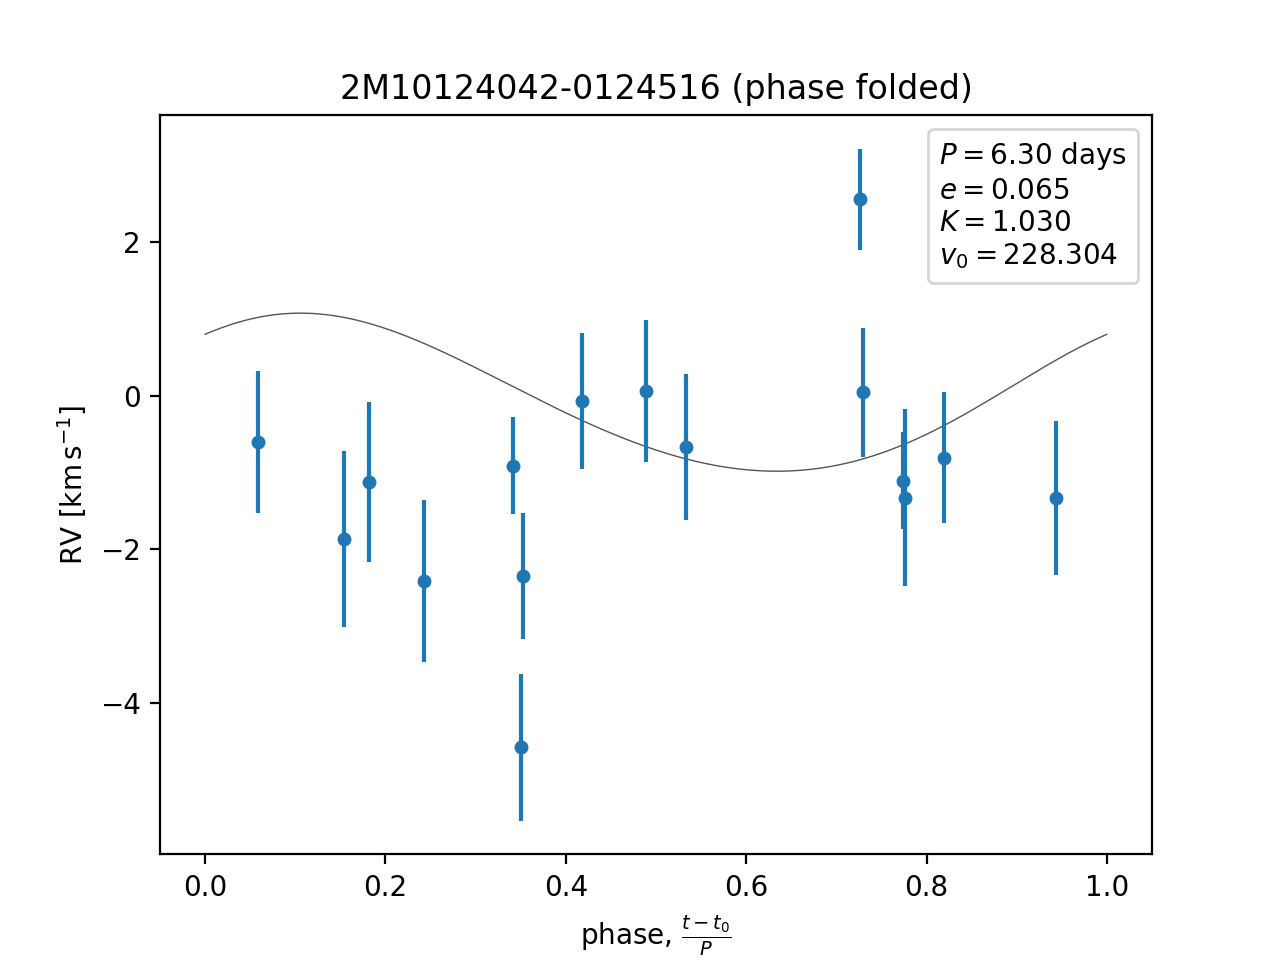 2M10124042-0124516 (phase folded)
P = 6.30 days
e = 0.065
K = 1.030
v₀ = 228.304
2
0
−2
−4
RV [km s⁻¹]
0.0 0.2 0.4 0.6 0.8 1.0
phase, (t − t₀)/P